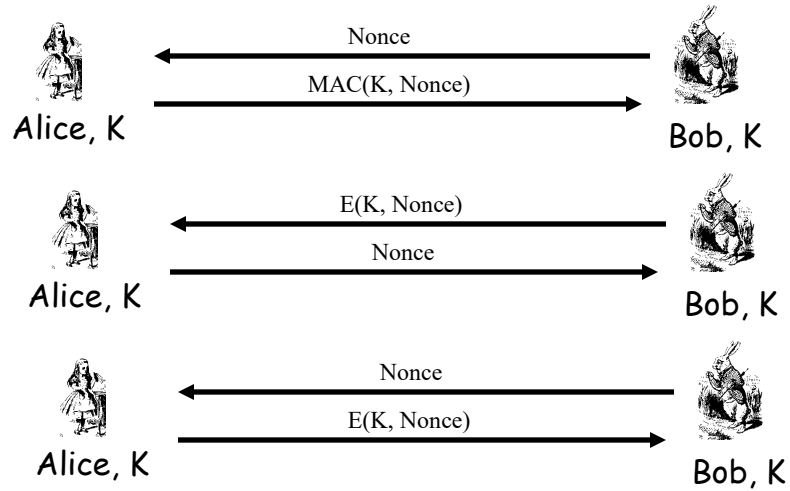 Nonce
MAC(K, Nonce)
Alice, K
Bob, K
E(K, Nonce)
Nonce
Alice, K
Bob, K
Nonce
E(K, Nonce)
Alice, K
Bob, K